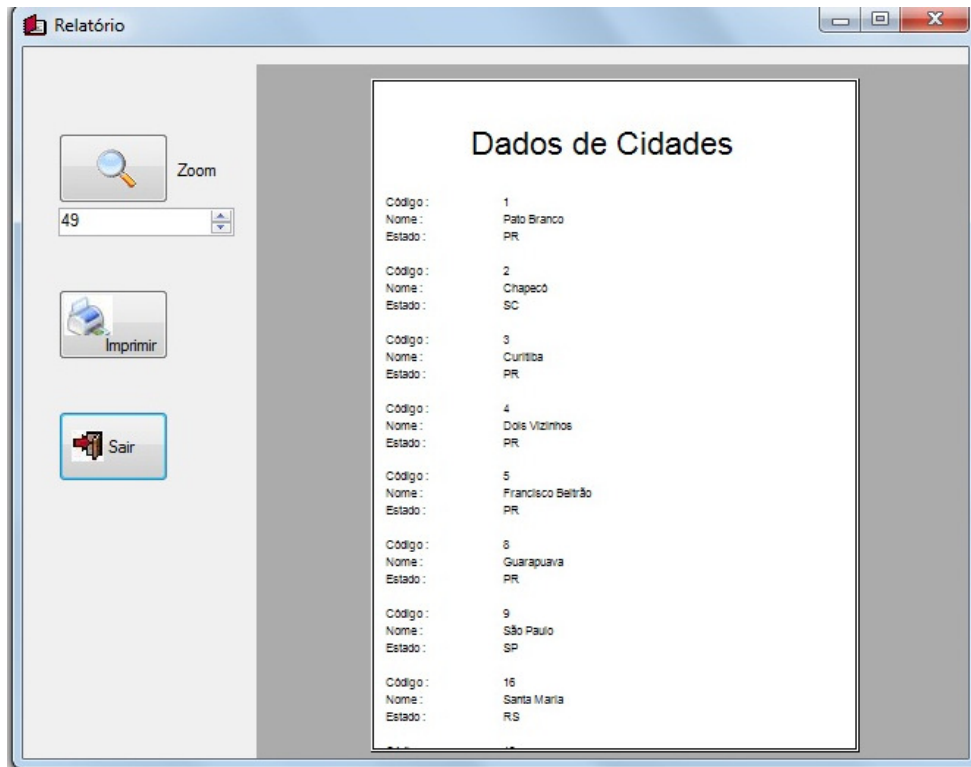 Relatório
Zoom
49
Imprimir
Sair
Dados de Cidades
Código : 1
Nome : Pato Branco
Estado : PR
Código : 2
Nome : Chapecó
Estado : SC
Código : 3
Nome : Curitiba
Estado : PR
Código : 4
Nome : Dois Vizinhos
Estado : PR
Código : 5
Nome : Francisco Beltrão
Estado : PR
Código : 8
Nome : Guarapuava
Estado : PR
Código : 9
Nome : São Paulo
Estado : SP
Código : 16
Nome : Santa Maria
Estado : RS